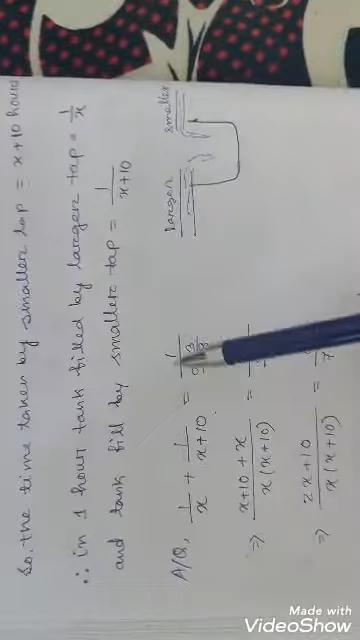 So, the time taken by smaller tap = x+10 hours
∴ in 1 hour tank filled by larger tap = 1/x
and tank fill by smaller tap = 1/(x+10)
larger smaller
A/Q, 1/x + 1/(x+10) = 1/
⇒ (x+10+x)/(x(x+10)) =
⇒ (2x+10)/(x(x+10)) =
Made with
VideoShow